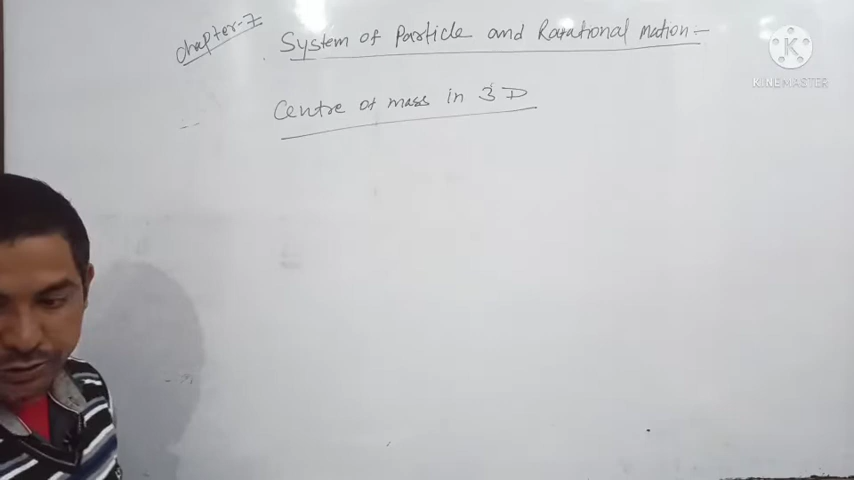 chapter-7
System of Particle and Rotational Motion-
Centre of mass in 3D
KINEMASTER